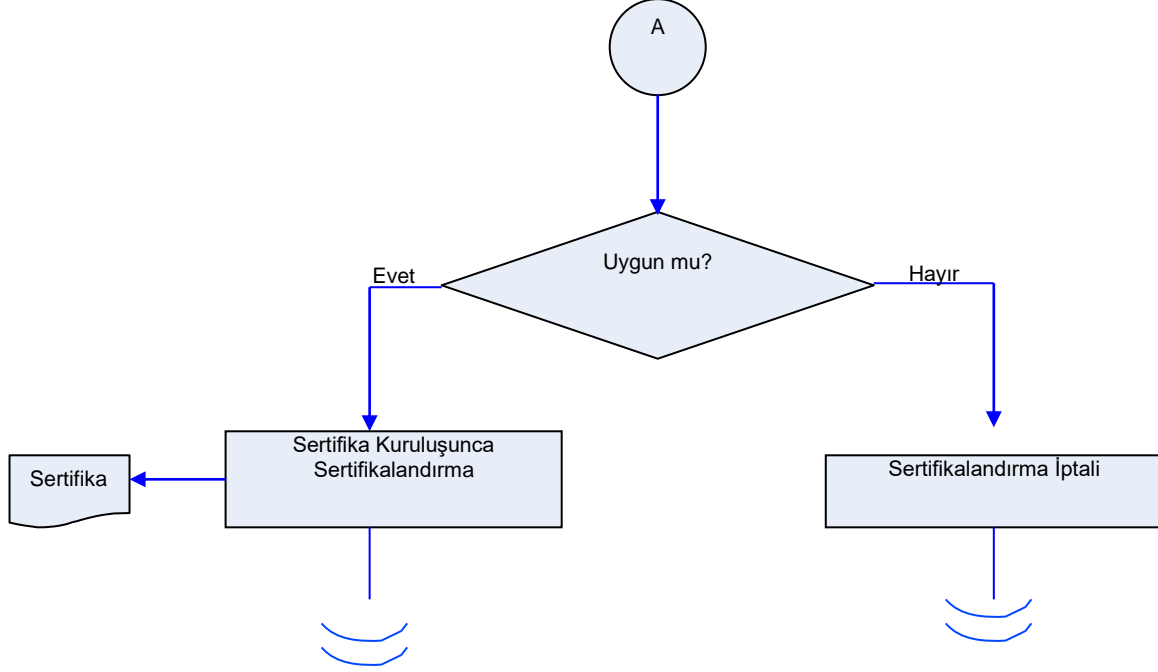 A
Uygun mu?
Evet
Hayır
Sertifika Kuruluşunca
Sertifikalandırma
Sertifika
Sertifikalandırma İptali